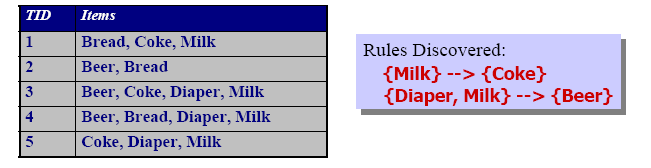 TID Items
1 Bread, Coke, Milk
2 Beer, Bread
3 Beer, Coke, Diaper, Milk
4 Beer, Bread, Diaper, Milk
5 Coke, Diaper, Milk
Rules Discovered:
{Milk} --> {Coke}
{Diaper, Milk} --> {Beer}